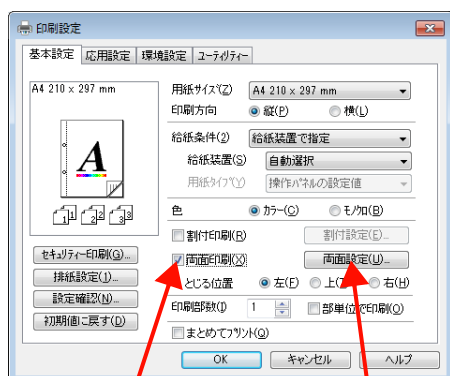 印刷設定
基本設定 応用設定 環境設定 ユーティリティー
A4 210 x 297 mm
用紙サイズ(Z) A4 210 x 297 mm
印刷方向 縦(P) 横(L)
給紙条件(2) 給紙装置で指定
給紙装置(S) 自動選択
用紙タイプ(Y) 操作パネルの設定値
A
1 1 2 2 3 3
色 カラー(C) モノクロ(B)
割付印刷(R) 割付設定(E)...
セキュリティー印刷(G)...
両面印刷(X) 両面設定(U)...
排紙設定(1)...
とじる位置 左(F) 右(H)
設定確認(N)...
印刷部数(I) 1 部単位で印刷(O)
初期値に戻す(D)
まとめてプリント(Q)
OK キャンセル ヘルプ